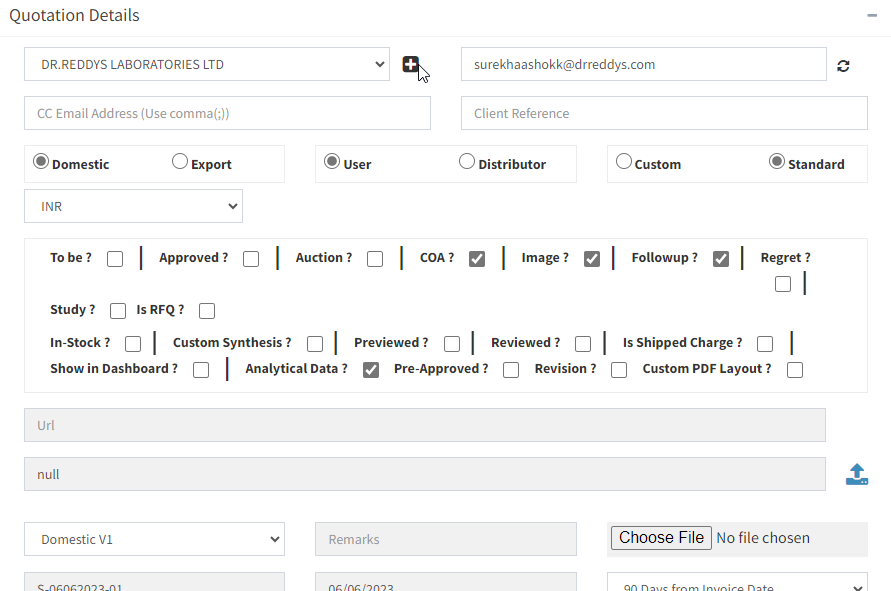 Quotation Details
DR.REDDYS LABORATORIES LTD
surekhaashokk@drreddys.com
CC Email Address (Use comma(;))
Client Reference
Domestic Export User Distributor Custom Standard
INR
To be ? Approved ? Auction ? COA ? Image ? Followup ? Regret ?
Study ? Is RFQ ?
In-Stock ? Custom Synthesis ? Previewed ? Reviewed ? Is Shipped Charge ?
Show in Dashboard ? Analytical Data ? Pre-Approved ? Revision ? Custom PDF Layout ?
Url
null
Domestic V1 Remarks Choose File No file chosen
S-06062023-01 06/06/2023 90 Days from Invoice Date